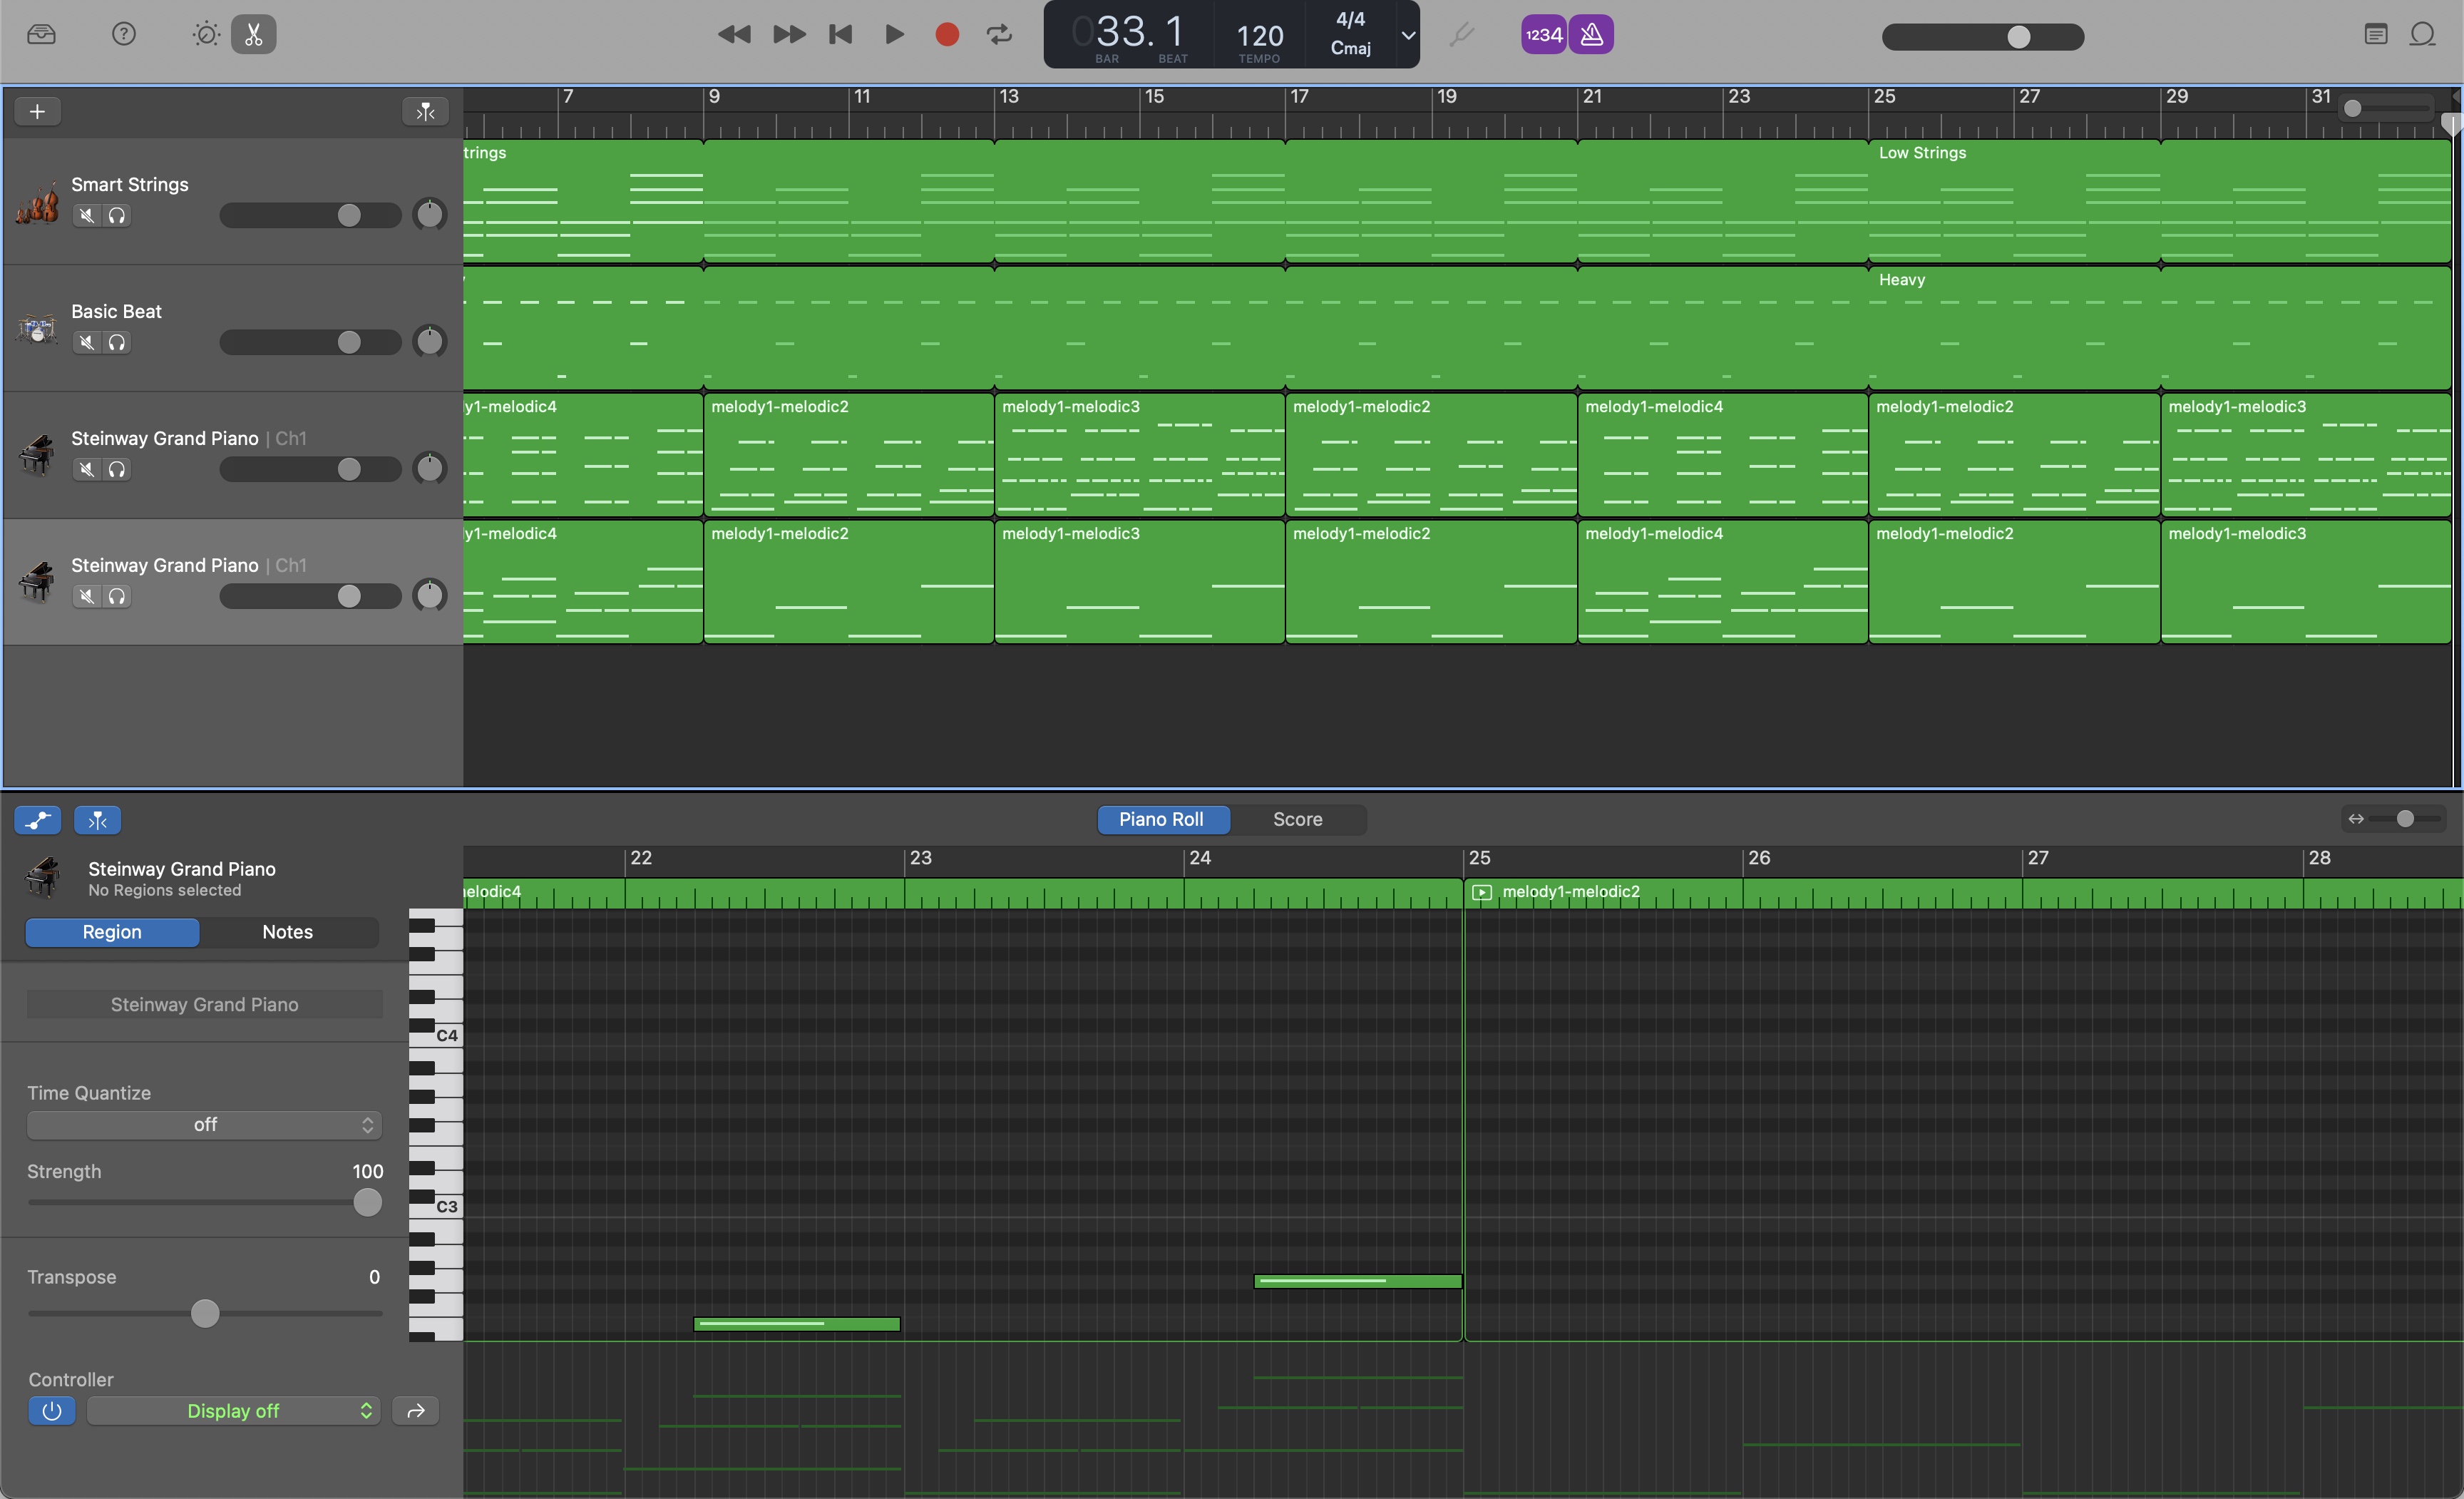 033. 1
BAR BEAT
120
TEMPO
4/4
Cmaj
1234
7 9 11 13 15 17 19 21 23 25 27 29 31
Smart Strings
trings
Low Strings
Basic Beat
Heavy
Steinway Grand Piano | Ch1
y1-melodic4
melody1-melodic2
melody1-melodic3
melody1-melodic2
melody1-melodic4
melody1-melodic2
melody1-melodic3
Steinway Grand Piano | Ch1
y1-melodic4
melody1-melodic2
melody1-melodic3
melody1-melodic2
melody1-melodic4
melody1-melodic2
melody1-melodic3
Piano Roll
Score
Steinway Grand Piano
No Regions selected
22 23 24 25 26 27 28
elodic4
melody1-melodic2
Region
Notes
Steinway Grand Piano
C4
Time Quantize
off
Strength 100
C3
Transpose 0
Controller
Display off